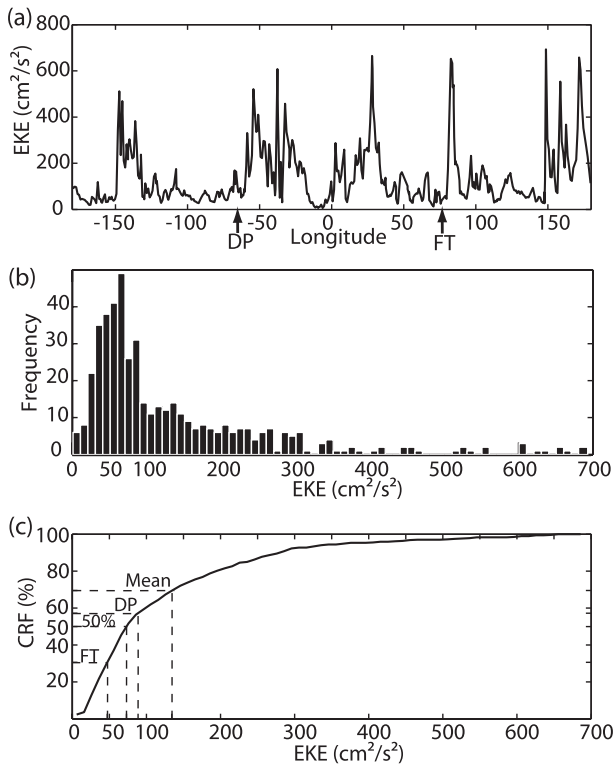 (a)
EKE (cm²/s²)
800
600
400
200
0
-150 -100 -50 0 50 100 150
DP Longitude FT
(b)
Frequency
40
30
20
10
0
0 50 100 200 300 400 500 600 700
EKE (cm²/s²)
(c)
CRF (%)
100
80
60
50%
40
20
Mean
DP
FT
0 50 100 200 300 400 500 600 700
EKE (cm²/s²)